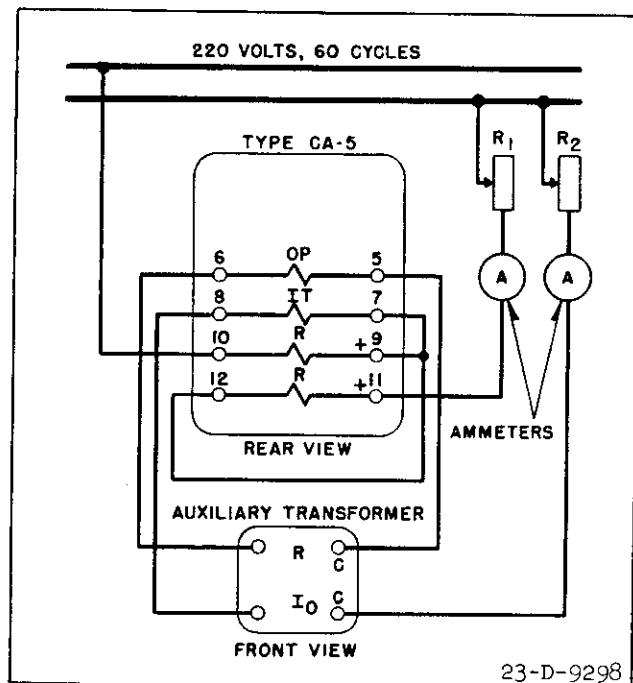 220 VOLTS, 60 CYCLES
TYPE CA-5
R1
R2
6
OP
5
A
A
8
IT
7
10
R
+9
12
R
+11
AMMETERS
REAR VIEW
AUXILIARY TRANSFORMER
R
C
IO
C
FRONT VIEW
23-D-9298